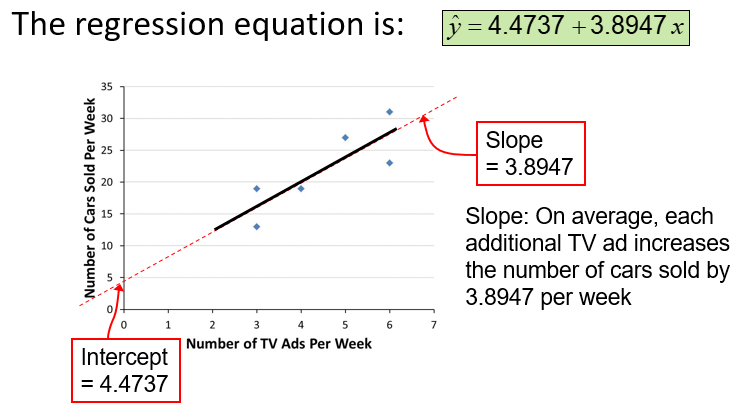 The regression equation is:
ŷ = 4.4737 + 3.8947 x
Number of Cars Sold Per Week
35
30
25
20
15
10
5
0
0 1 2 3 4 5 6 7
Number of TV Ads Per Week
Slope
= 3.8947
Slope: On average, each
additional TV ad increases
the number of cars sold by
3.8947 per week
Intercept
= 4.4737